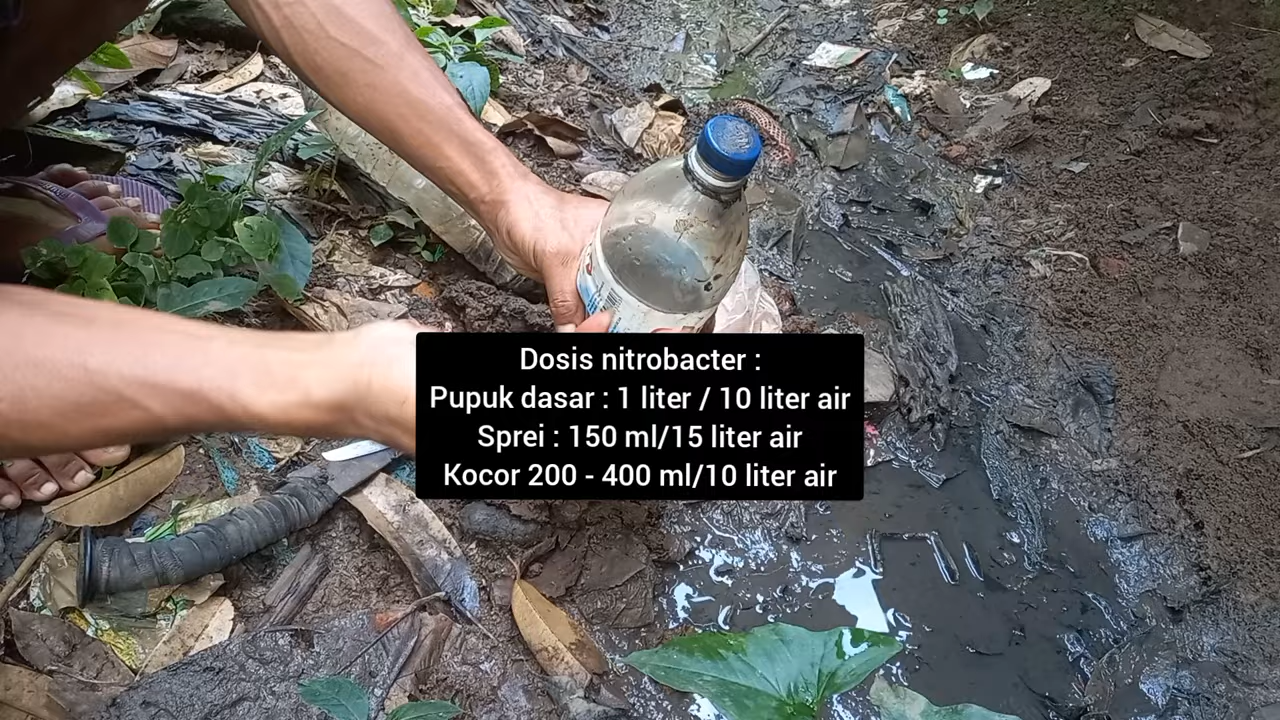 Dosis nitrobacter :
Pupuk dasar : 1 liter / 10 liter air
Sprei : 150 ml/15 liter air
Kocor 200 - 400 ml/10 liter air